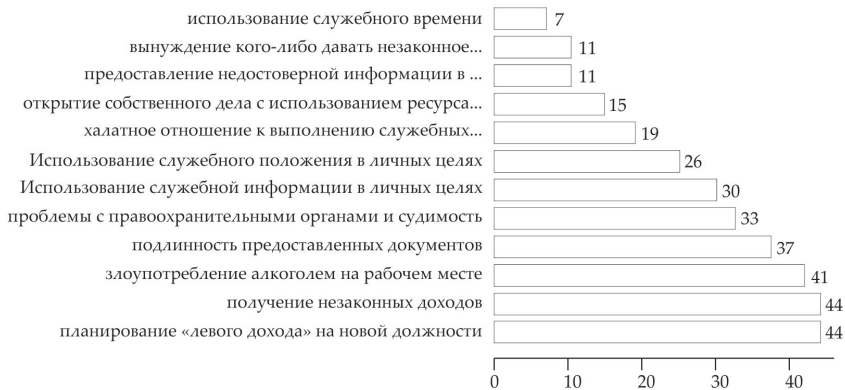 использование служебного времени 7
вынуждение кого-либо давать незаконное... 11
предоставление недостоверной информации в ... 11
открытие собственного дела с использованием ресурса... 15
халатное отношение к выполнению служебных... 19
Использование служебного положения в личных целях 26
Использование служебной информации в личных целях 30
проблемы с правоохранительными органами и судимость 33
подлинность предоставленных документов 37
злоупотребление алкоголем на рабочем месте 41
получение незаконных доходов 44
планирование «левого дохода» на новой должности 44
0 10 20 30 40